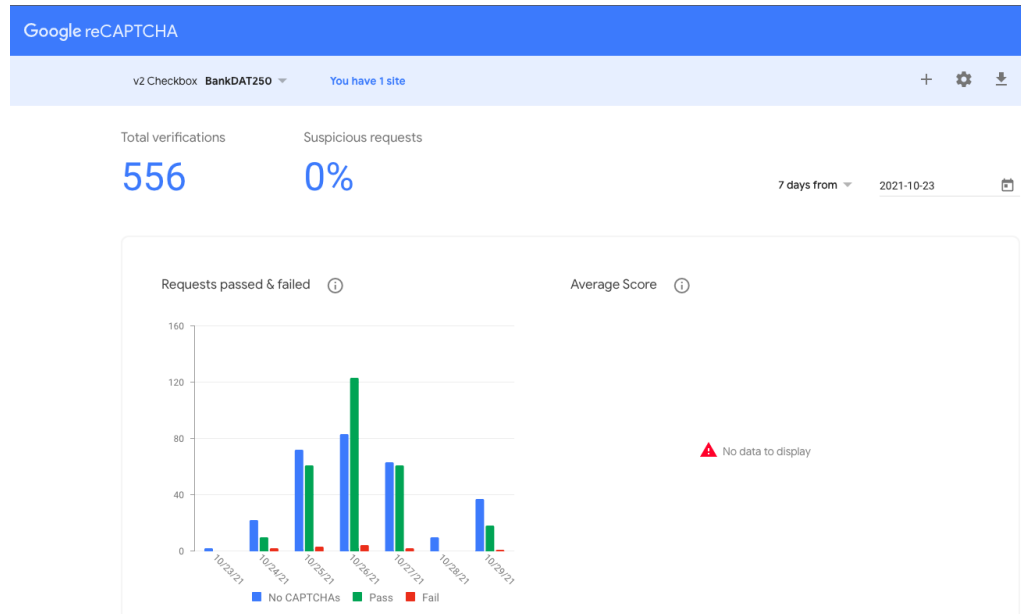 Google reCAPTCHA
v2 Checkbox BankDAT250 You have 1 site
Total verifications Suspicious requests
556 0%
7 days from 2021-10-23
Requests passed & failed Average Score
160
120
80
40
0
No data to display
10/23/21 10/24/21 10/25/21 10/26/21 10/27/21 10/28/21 10/29/21
No CAPTCHAs Pass Fail